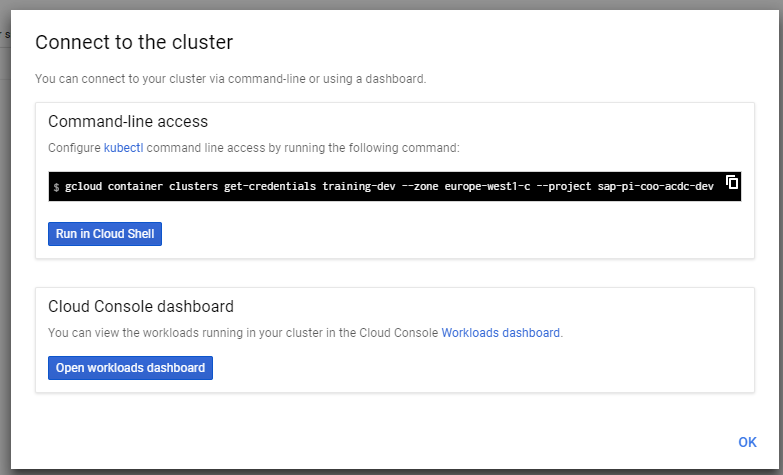 r s
Connect to the cluster
You can connect to your cluster via command-line or using a dashboard.
Command-line access
Configure kubectl command line access by running the following command:
$ gcloud container clusters get-credentials training-dev --zone europe-west1-c --project sap-pi-coo-acdc-dev
Run in Cloud Shell
Cloud Console dashboard
You can view the workloads running in your cluster in the Cloud Console Workloads dashboard.
Open workloads dashboard
OK